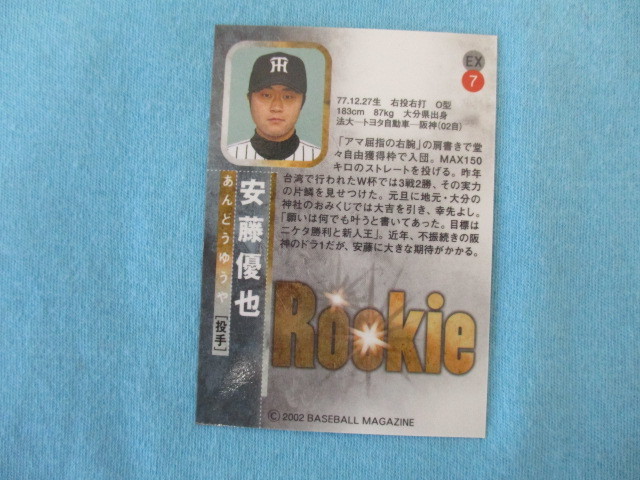 EX
7
77.12.27生 右投右打 O型
183cm 87kg 大分県出身
法大―トヨタ自動車―阪神(02自)
「アマ屈指の右腕」の肩書きで堂
々自由獲得枠で入団。MAX150
キロのストレートを投げる。昨年
台湾で行われたW杯では3戦2勝、その実力
の片鱗を見せつけた。元旦に地元・大分の
神社のおみくじでは大吉を引き、幸先よし。
「願いは何でも叶うと書いてあった。目標は
ニケタ勝利と新人王」。近年、不振続きの阪
神のドラ1だが、安藤に大きな期待がかかる。
安藤優也
あんどうゆうや
[投手]
Rookie
(C)2002 BASEBALL MAGAZINE